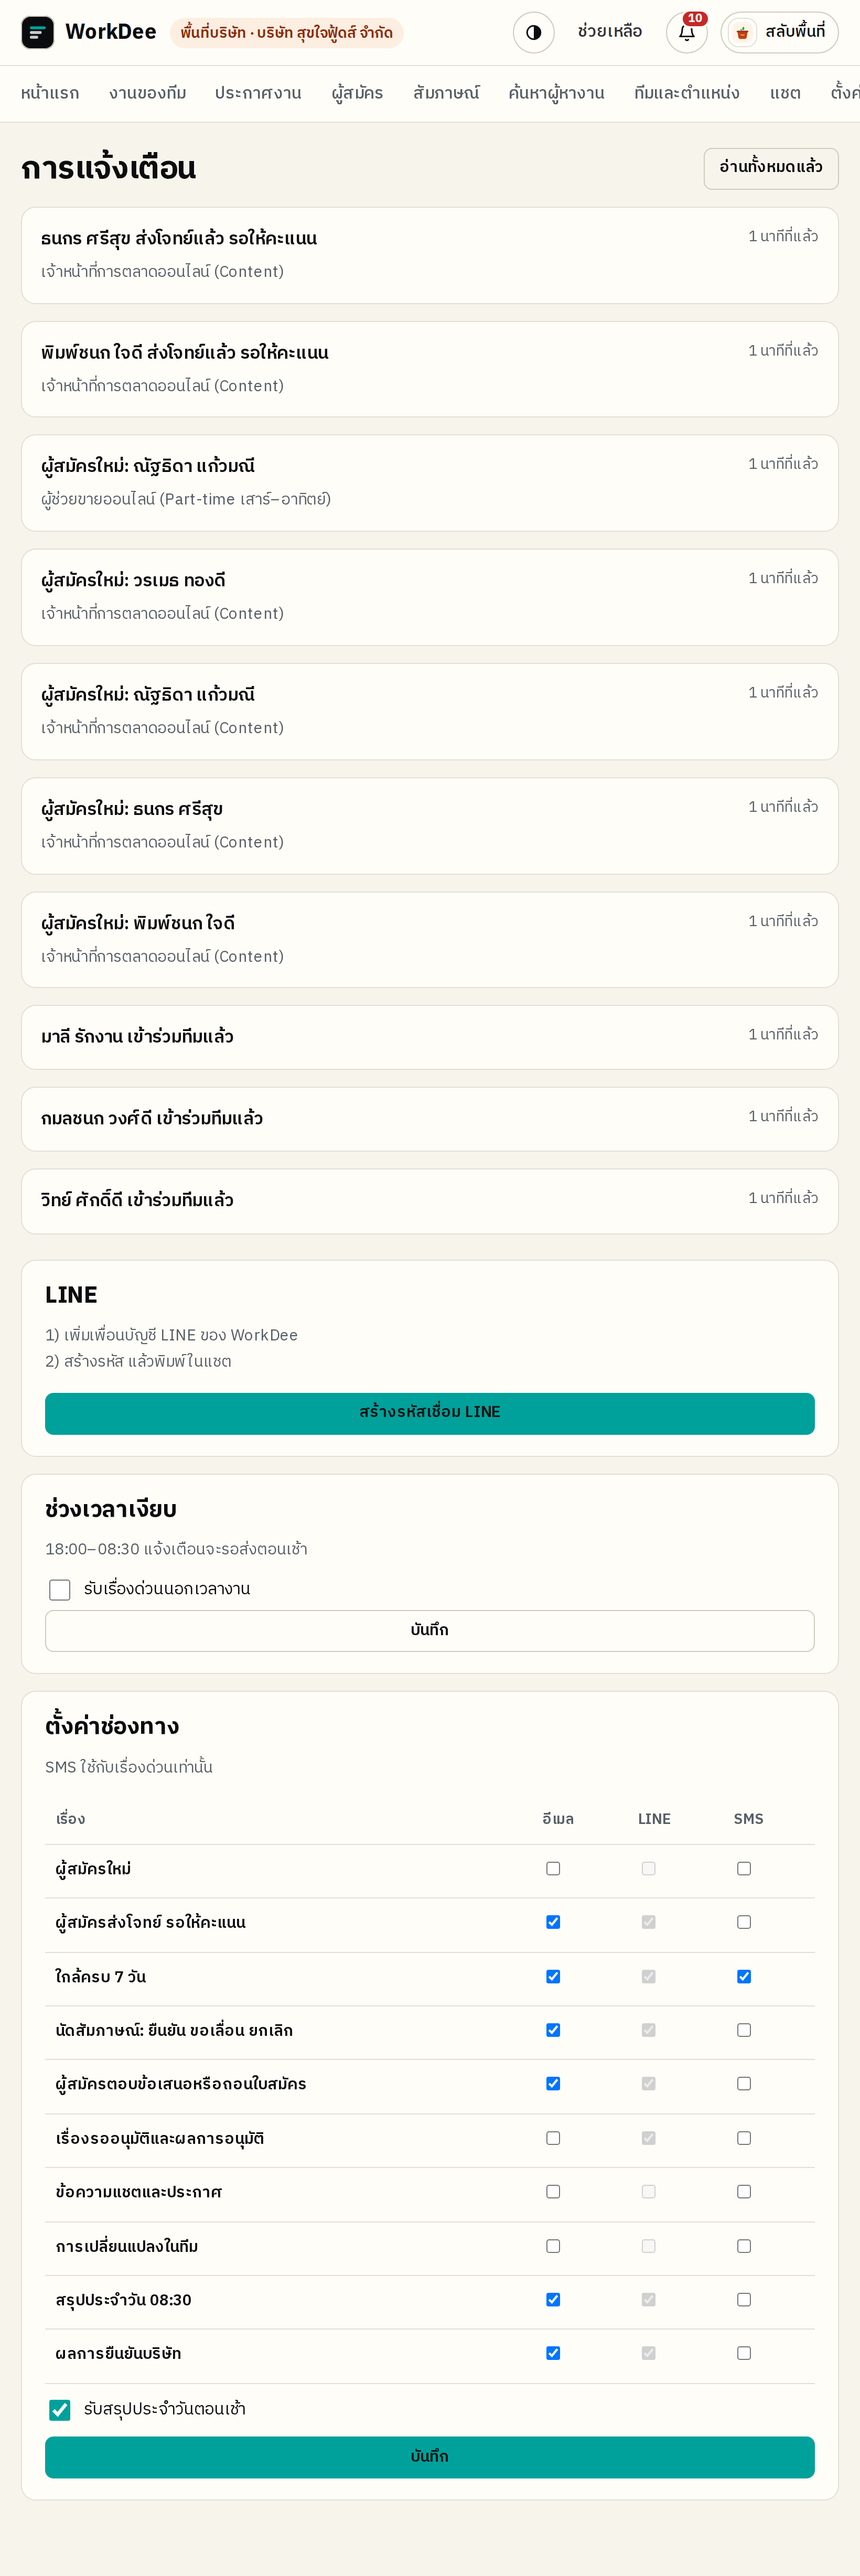 WorkDee
พื้นที่บริษัท · บริษัท สุขใจฟู้ดส์ จำกัด
ช่วยเหลือ
10
สลับพื้นที่
หน้าแรก งานของทีม ประกาศงาน ผู้สมัคร สัมภาษณ์ ค้นหาผู้หางาน ทีมและตำแหน่ง แชต ตั้งค่
การแจ้งเตือน
อ่านทั้งหมดแล้ว
ธนกร ศรีสุข ส่งโจทย์แล้ว รอให้คะแนน 1 นาทีที่แล้ว
เจ้าหน้าที่การตลาดออนไลน์ (Content)
พิมพ์ชนก ใจดี ส่งโจทย์แล้ว รอให้คะแนน 1 นาทีที่แล้ว
เจ้าหน้าที่การตลาดออนไลน์ (Content)
ผู้สมัครใหม่: ณัฐธิดา แก้วมณี 1 นาทีที่แล้ว
ผู้ช่วยขายออนไลน์ (Part-time เสาร์–อาทิตย์)
ผู้สมัครใหม่: วรเมธ ทองดี 1 นาทีที่แล้ว
เจ้าหน้าที่การตลาดออนไลน์ (Content)
ผู้สมัครใหม่: ณัฐธิดา แก้วมณี 1 นาทีที่แล้ว
เจ้าหน้าที่การตลาดออนไลน์ (Content)
ผู้สมัครใหม่: ธนกร ศรีสุข 1 นาทีที่แล้ว
เจ้าหน้าที่การตลาดออนไลน์ (Content)
ผู้สมัครใหม่: พิมพ์ชนก ใจดี 1 นาทีที่แล้ว
เจ้าหน้าที่การตลาดออนไลน์ (Content)
มาลี รักงาน เข้าร่วมทีมแล้ว 1 นาทีที่แล้ว
กมลชนก วงศ์ดี เข้าร่วมทีมแล้ว 1 นาทีที่แล้ว
วิทย์ ศักดิ์ดี เข้าร่วมทีมแล้ว 1 นาทีที่แล้ว
LINE
1) เพิ่มเพื่อนบัญชี LINE ของ WorkDee
2) สร้างรหัส แล้วพิมพ์ในแชต
สร้างรหัสเชื่อม LINE
ช่วงเวลาเงียบ
18:00–08:30 แจ้งเตือนจะรอส่งตอนเช้า
รับเรื่องด่วนนอกเวลางาน
บันทึก
ตั้งค่าช่องทาง
SMS ใช้กับเรื่องด่วนเท่านั้น
เรื่อง อีเมล LINE SMS
ผู้สมัครใหม่
ผู้สมัครส่งโจทย์ รอให้คะแนน
ใกล้ครบ 7 วัน
นัดสัมภาษณ์: ยืนยัน ขอเลื่อน ยกเลิก
ผู้สมัครตอบข้อเสนอหรือถอนใบสมัคร
เรื่องรออนุมัติและผลการอนุมัติ
ข้อความแชตและประกาศ
การเปลี่ยนแปลงในทีม
สรุปประจำวัน 08:30
ผลการยืนยันบริษัท
รับสรุปประจำวันตอนเช้า
บันทึก